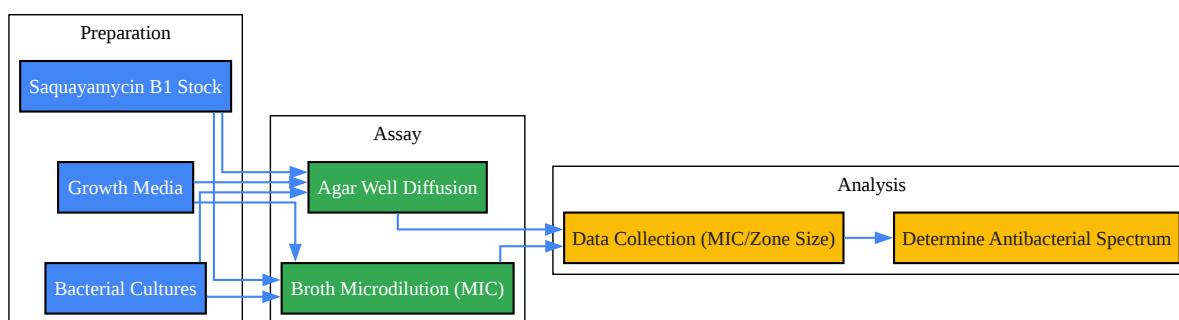 Preparation
Saquayamycin B1 Stock
Growth Media
Bacterial Cultures
Assay
Agar Well Diffusion
Broth Microdilution (MIC)
Analysis
Data Collection (MIC/Zone Size)
Determine Antibacterial Spectrum